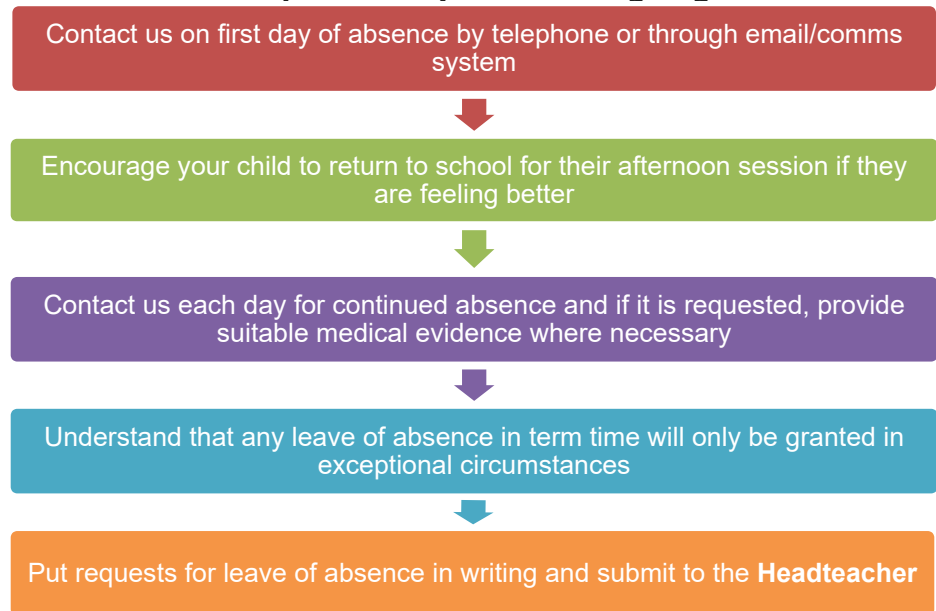 Contact us on first day of absence by telephone or through email/comms
system
Encourage your child to return to school for their afternoon session if they
are feeling better
Contact us each day for continued absence and if it is requested, provide
suitable medical evidence where necessary
Understand that any leave of absence in term time will only be granted in
exceptional circumstances
Put requests for leave of absence in writing and submit to the Headteacher